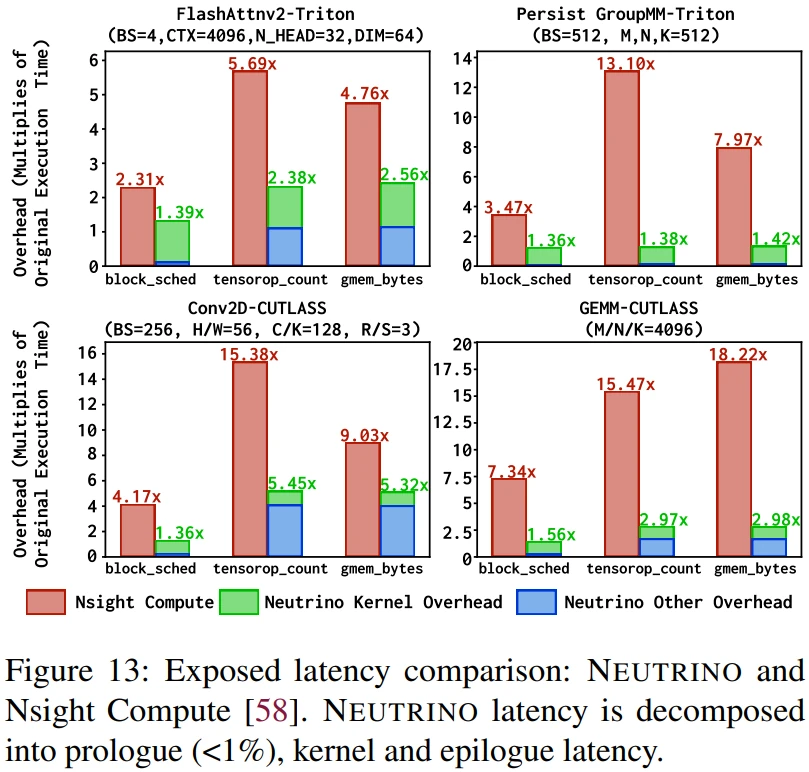 FlashAttnv2-Triton
(BS=4,CTX=4096,N_HEAD=32,DIM=64)
Overhead (Multiplies of
Original Execution Time)
6
5
4
3
2
1
0
2.31x
1.39x
5.69x
2.38x
4.76x
2.56x
block_sched tensorop_count gmem_bytes
Persist GroupMM-Triton
(BS=512, M,N,K=512)
14
12
10
8
6
4
2
0
3.47x
1.36x
13.10x
1.38x
7.97x
1.42x
block_sched tensorop_count gmem_bytes
Conv2D-CUTLASS
(BS=256, H/W=56, C/K=128, R/S=3)
Overhead (Multiplies of
Original Execution Time)
16
14
12
10
8
6
4
2
0
4.17x
1.36x
15.38x
5.45x
9.03x
5.32x
block_sched tensorop_count gmem_bytes
GEMM-CUTLASS
(M/N/K=4096)
20
17.5
15
12.5
10
7.5
5
2.5
0
7.34x
1.56x
15.47x
2.97x
18.22x
2.98x
block_sched tensorop_count gmem_bytes
Nsight Compute Neutrino Kernel Overhead Neutrino Other Overhead
Figure 13: Exposed latency comparison: NEUTRINO and
Nsight Compute [58]. NEUTRINO latency is decomposed
into prologue (<1%), kernel and epilogue latency.